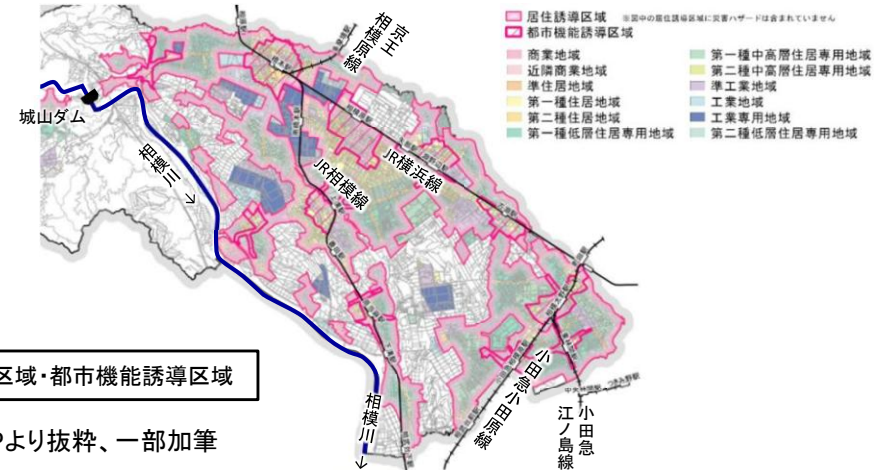 居住誘導区域 ※図中の居住誘導区域に災害ハザードは含まれていません
都市機能誘導区域
商業地域
近隣商業地域
準住居地域
第一種住居地域
第二種住居地域
第一種低層住居専用地域
第一種中高層住居専用地域
第二種中高層住居専用地域
準工業地域
工業地域
工業専用地域
第二種低層住居専用地域
京王
相模原線
城山ダム
相模川
→
JR相模線
JR横浜線
小田急小田原線
小田急
江ノ島線
相模川
→
区域・都市機能誘導区域
より抜粋、一部加筆